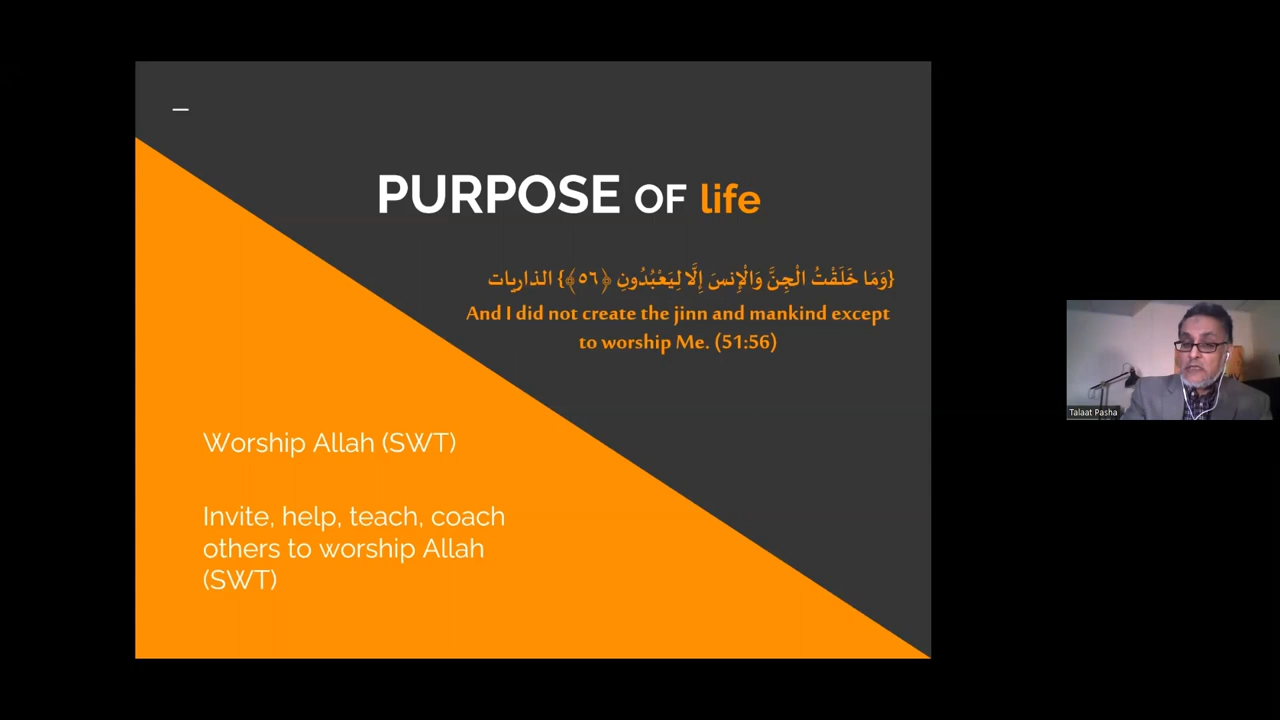 PURPOSE OF life
{وَمَا خَلَقْتُ الْجِنَّ وَالْإِنسَ إِلَّا لِيَعْبُدُونِ ﴿٥٦﴾} الذاريات
And I did not create the jinn and mankind except
to worship Me. (51:56)
Worship Allah (SWT)
Invite, help, teach, coach
others to worship Allah
(SWT)
Talaat Pasha